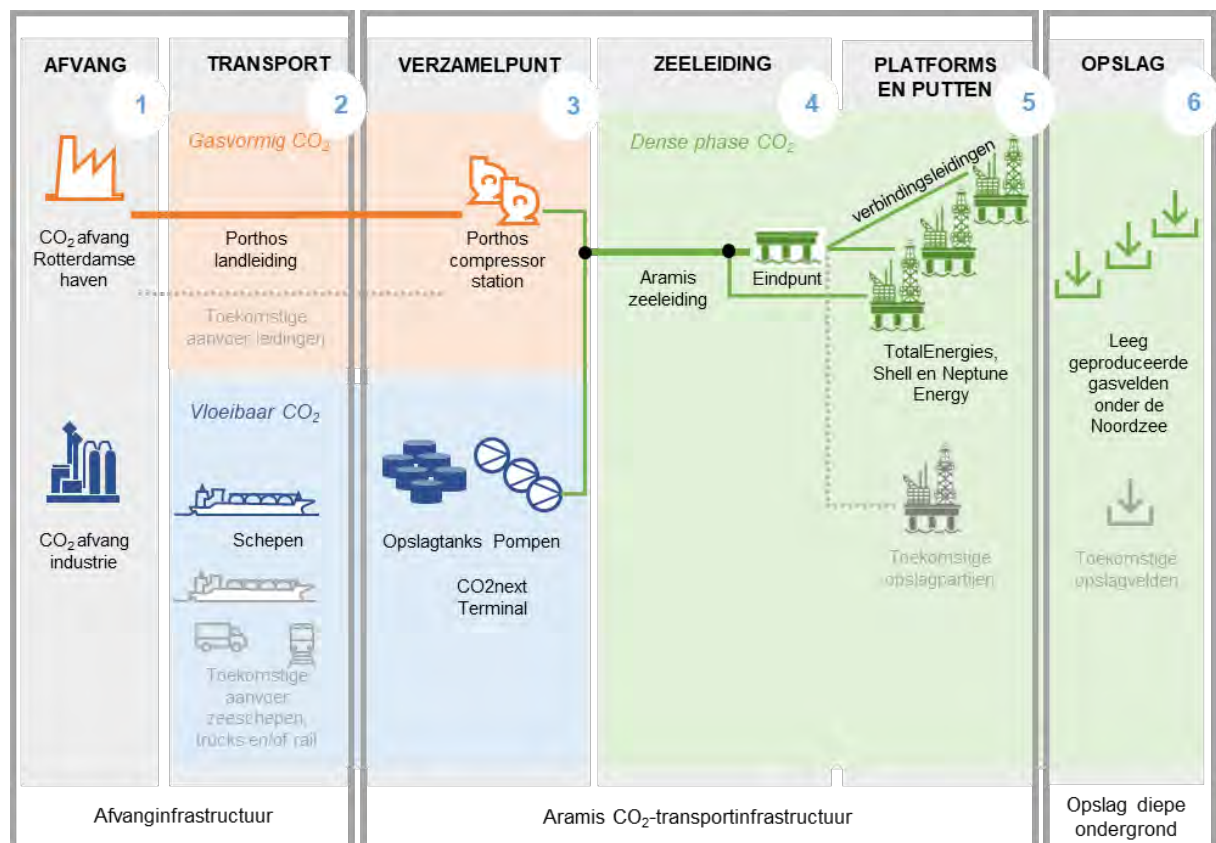 AFVANG
1
TRANSPORT
2
VERZAMELPUNT
3
ZEELEIDING
4
PLATFORMS
EN PUTTEN
5
OPSLAG
6
Gasvormig CO₂
Dense phase CO₂
verbindingsleidingen
CO₂ afvang
Rotterdamse
haven
Porthos
landleiding
Porthos
compressor
station
Aramis
zeeleiding
Eindpunt
Toekomstige
aanvoer leidingen
TotalEnergies,
Shell en Neptune
Energy
Leeg
geproduceerde
gasvelden
onder de
Noordzee
Vloeibaar CO₂
CO₂ afvang
industrie
Schepen
Opslagtanks
Pompen
CO2next
Terminal
Toekomstige
opslagpartijen
Toekomstige
opslagvelden
Toekomstige
aanvoer
zeeschepen,
trucks en/of rail
Afvanginfrastructuur
Aramis CO₂-transportinfrastructuur
Opslag diepe
ondergrond